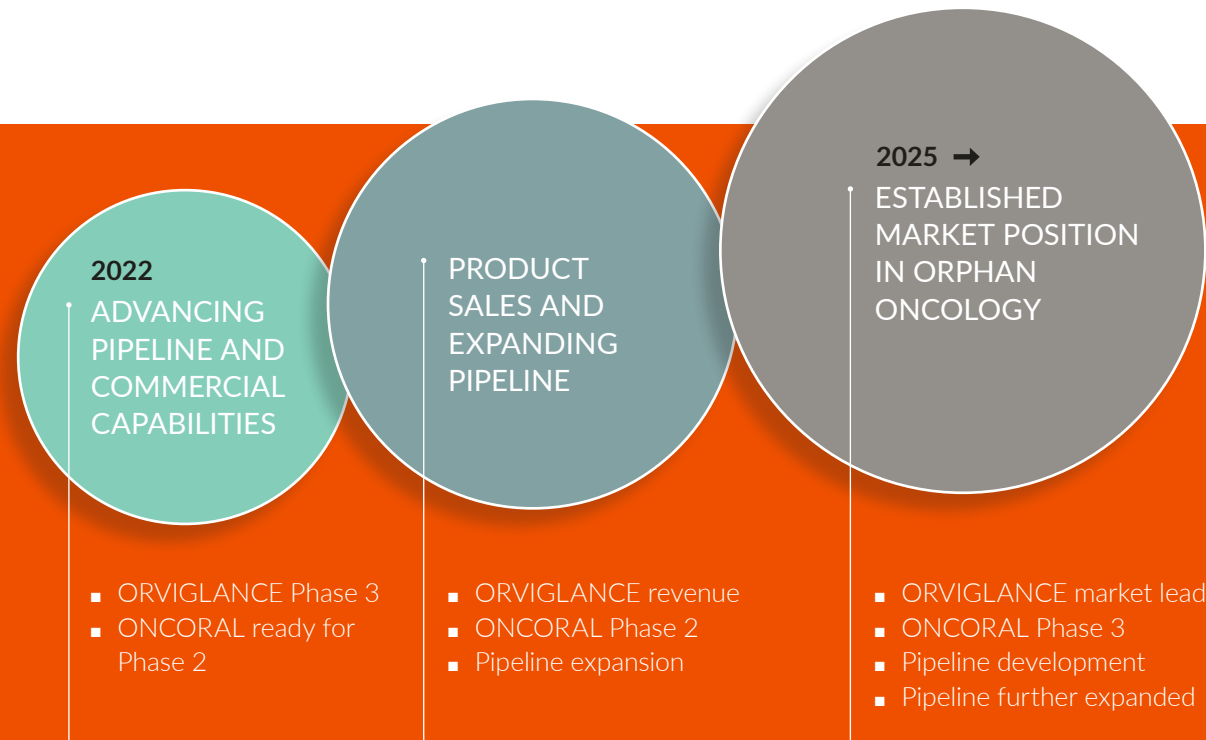 2022
ADVANCING
PIPELINE AND
COMMERCIAL
CAPABILITIES
ORVIGLANCE Phase 3
ONCORAL ready for
Phase 2
PRODUCT
SALES AND
EXPANDING
PIPELINE
ORVIGLANCE revenue
ONCORAL Phase 2
Pipeline expansion
2025 →
ESTABLISHED
MARKET POSITION
IN ORPHAN
ONCOLOGY
ORVIGLANCE market lead
ONCORAL Phase 3
Pipeline development
Pipeline further expanded